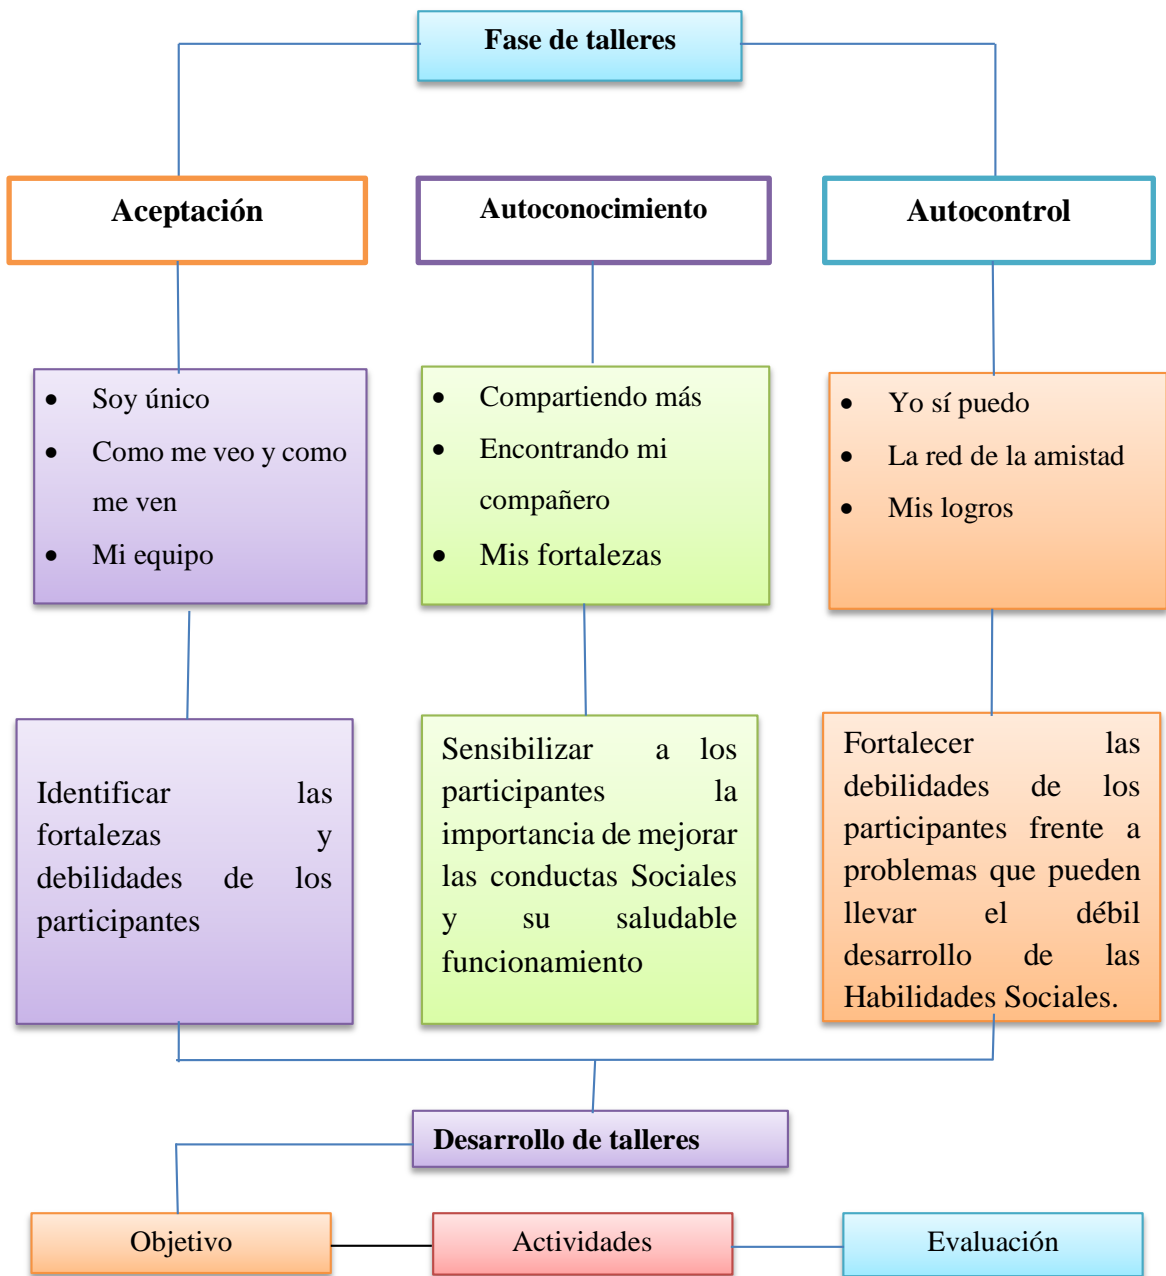 Fase de talleres
Aceptación
Autoconocimiento
Autocontrol
• Soy único
• Como me veo y como
me ven
• Mi equipo
• Compartiendo más
• Encontrando mi
compañero
• Mis fortalezas
• Yo sí puedo
• La red de la amistad
• Mis logros
Identificar las
fortalezas y
debilidades de los
participantes
Sensibilizar a los
participantes la
importancia de mejorar
las conductas Sociales
y su saludable
funcionamiento
Fortalecer las
debilidades de los
participantes frente a
problemas que pueden
llevar el débil
desarrollo de las
Habilidades Sociales.
Desarrollo de talleres
Objetivo
Actividades
Evaluación